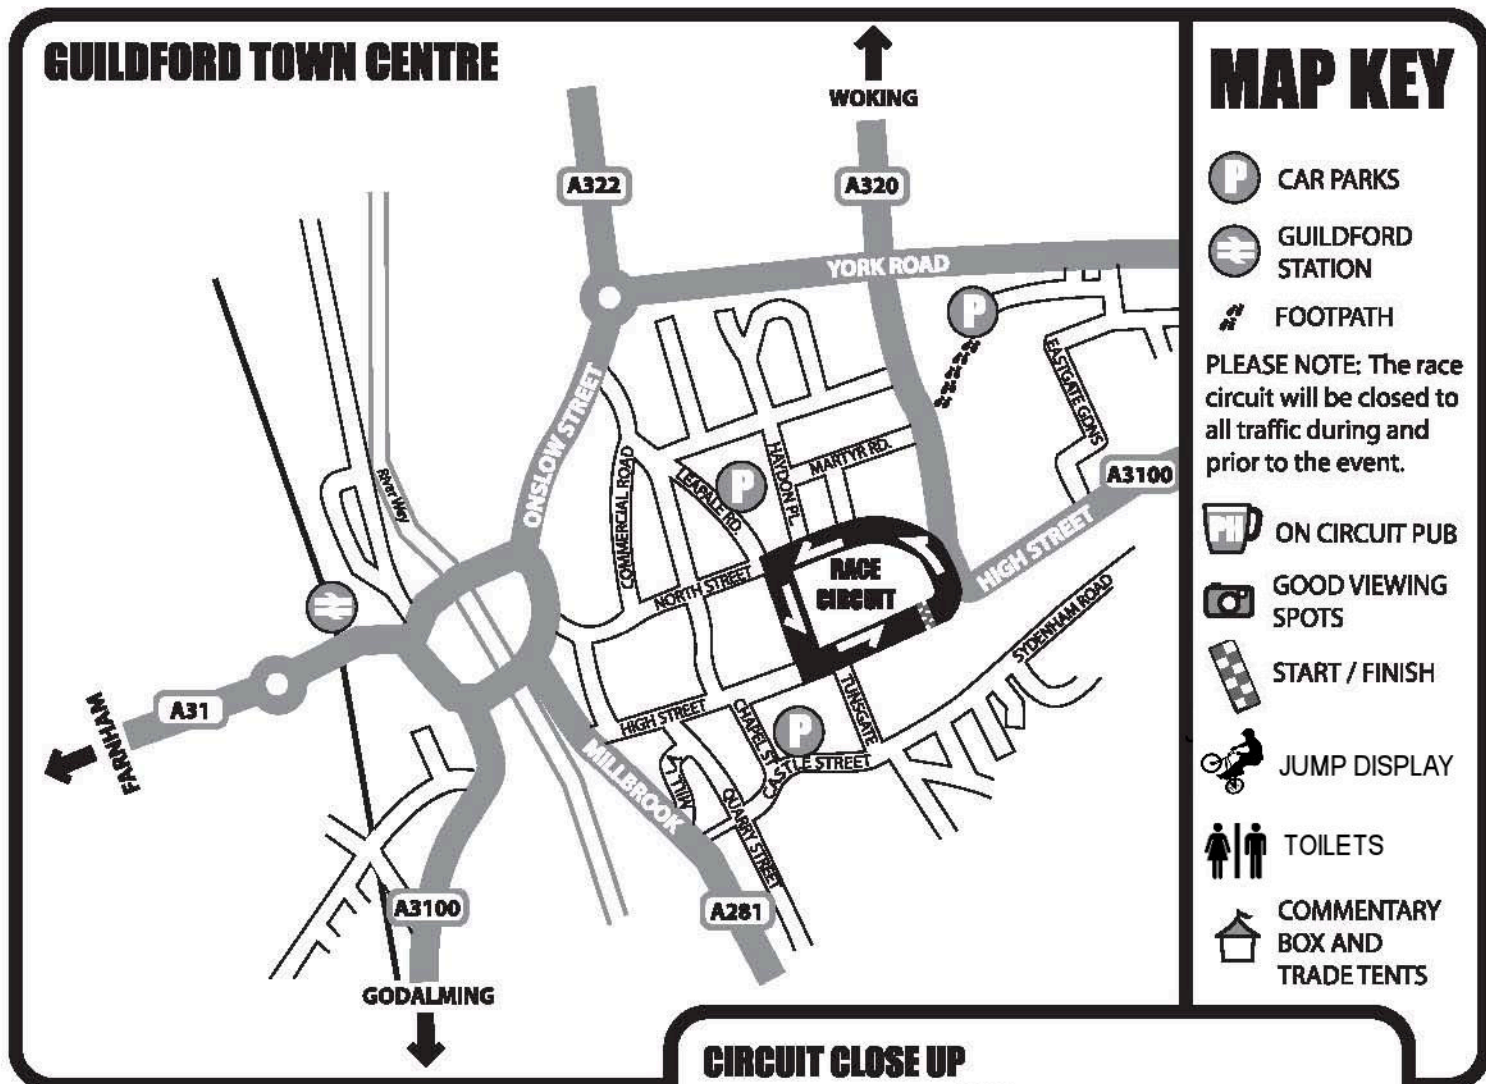 GUILDFORD TOWN CENTRE
WOKING
A322
A320
YORK ROAD
ONSLOW STREET
River Wey
COMMERCIAL ROAD
LEAPALE RD.
P
HAYDON PL.
MARTYR RD.
P
EASTGATE GDNS
A3100
HIGH STREET
NORTH STREET
RACE
CIRCUIT
SYDENHAM ROAD
A31
FARNHAM
HIGH STREET
CHAPEL ST
P
TUNSGATE
CASTLE STREET
MILLBROOK
MILL L
QUARRY STREET
A3100
A281
GODALMING
MAP KEY
P
CAR PARKS
GUILDFORD
STATION
FOOTPATH
PLEASE NOTE: The race
circuit will be closed to
all traffic during and
prior to the event.
PH
ON CIRCUIT PUB
GOOD VIEWING
SPOTS
START / FINISH
JUMP DISPLAY
TOILETS
COMMENTARY
BOX AND
TRADE TENTS
CIRCUIT CLOSE UP